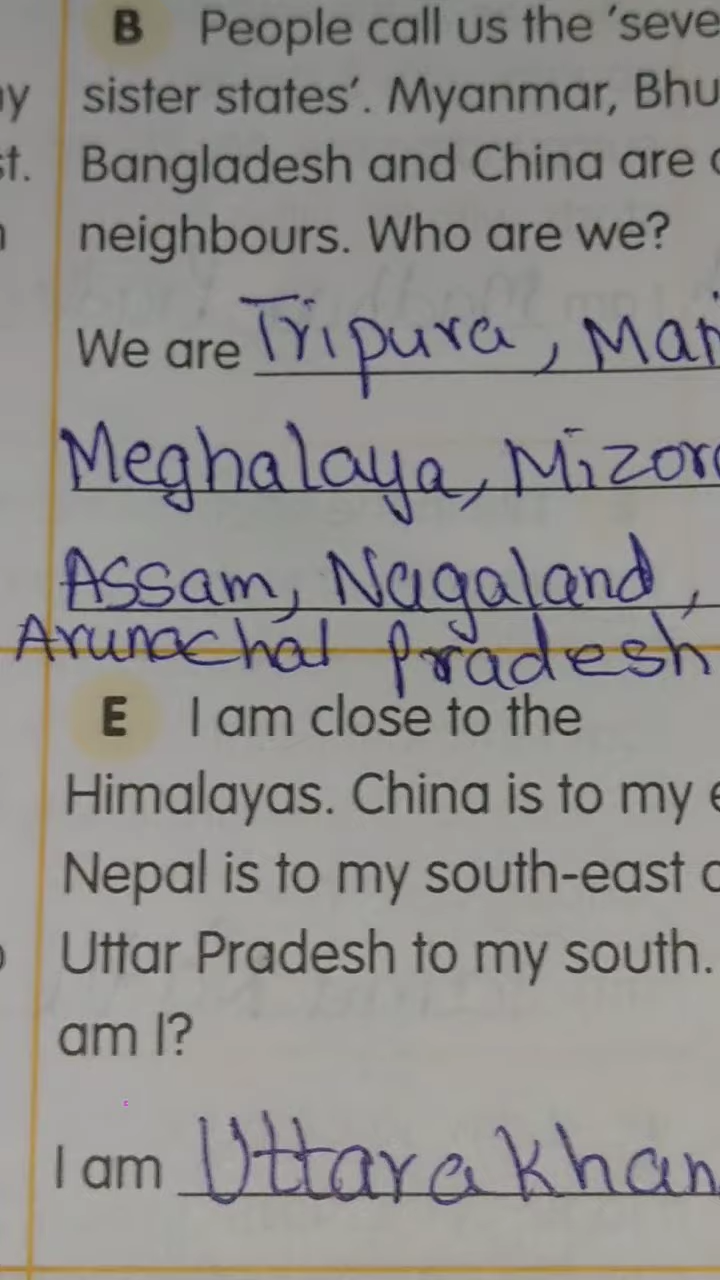 B People call us the 'seve
sister states'. Myanmar, Bhu
Bangladesh and China are
neighbours. Who are we?
We are Tripura, Mani
Meghalaya, Mizor
Assam, Nagaland,
Arunachal Pradesh
E I am close to the
Himalayas. China is to my
Nepal is to my south-east
Uttar Pradesh to my south.
am I?
I am Uttarakhan